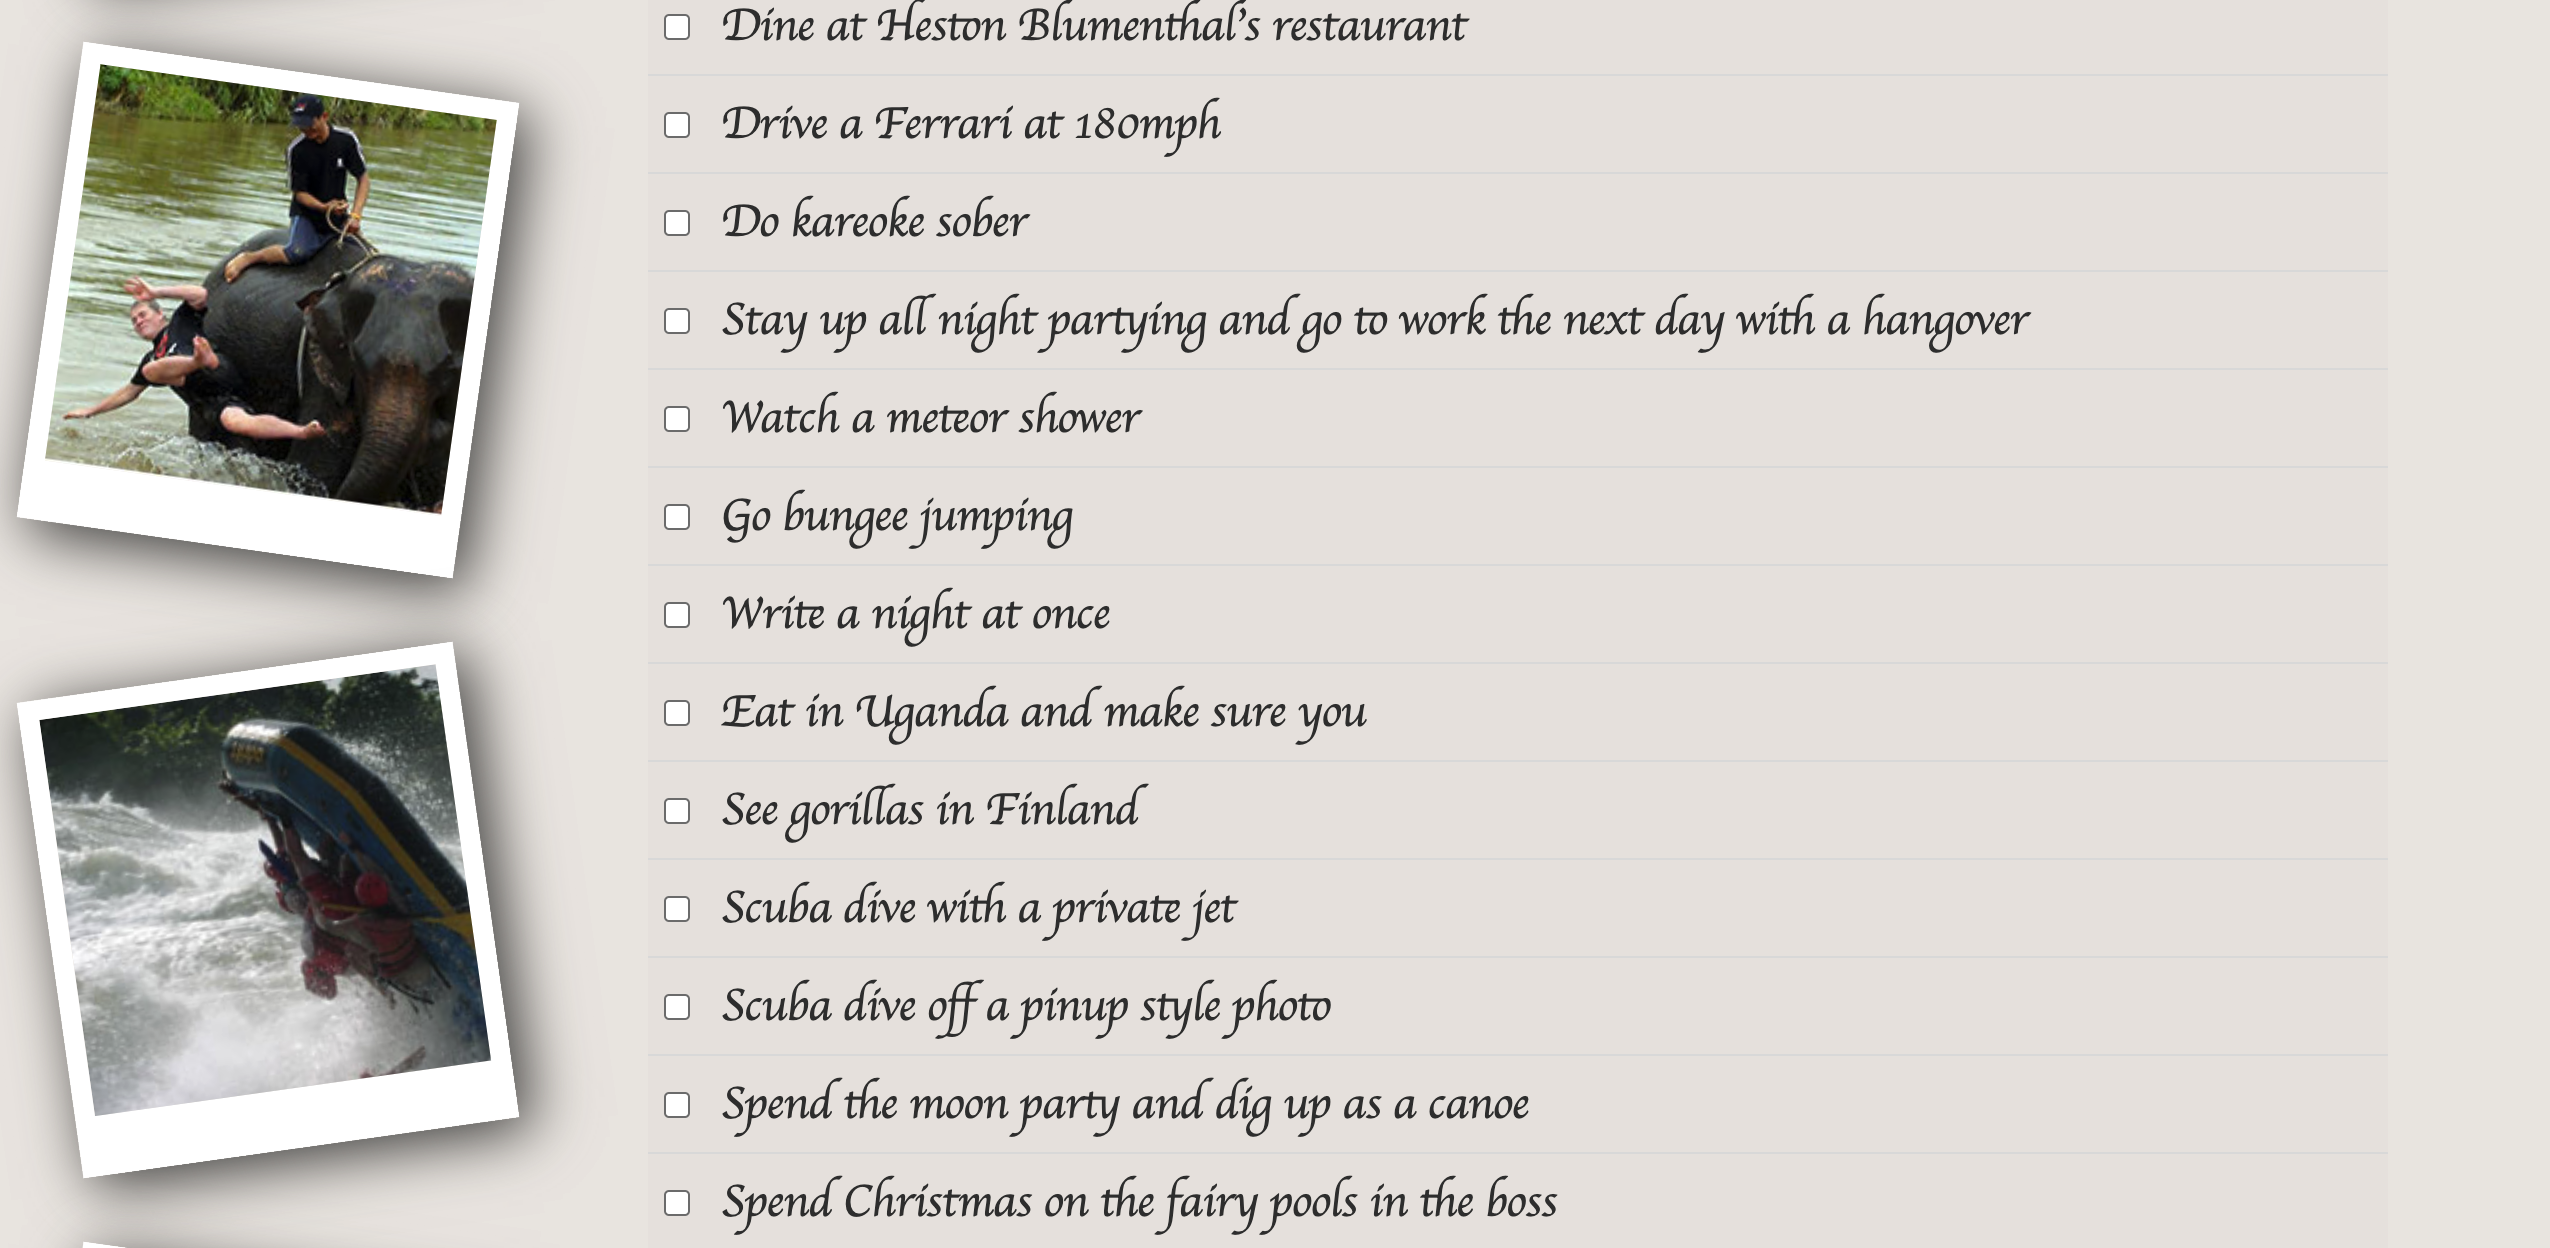 Dine at Heston Blumenthal's restaurant
Drive a Ferrari at 180mph
Do kareoke sober
Stay up all night partying and go to work the next day with a hangover
Watch a meteor shower
Go bungee jumping
Write a night at once
Eat in Uganda and make sure you
See gorillas in Finland
Scuba dive with a private jet
Scuba dive off a pinup style photo
Spend the moon party and dig up as a canoe
Spend Christmas on the fairy pools in the boss